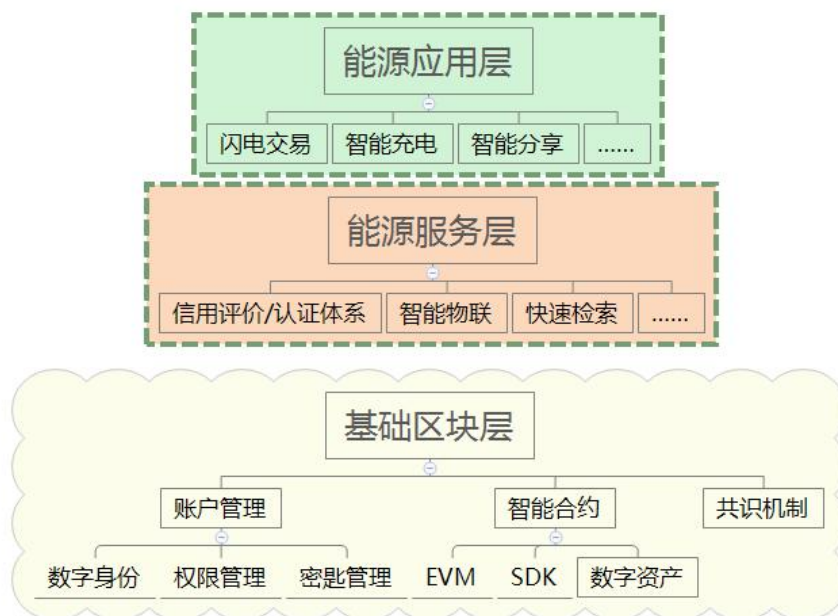 能源应用层
闪电交易 智能充电 智能分享 ......
能源服务层
信用评价/认证体系 智能物联 快速检索 ......
基础区块层
账户管理 智能合约 共识机制
数字身份 权限管理 密匙管理 EVM SDK 数字资产